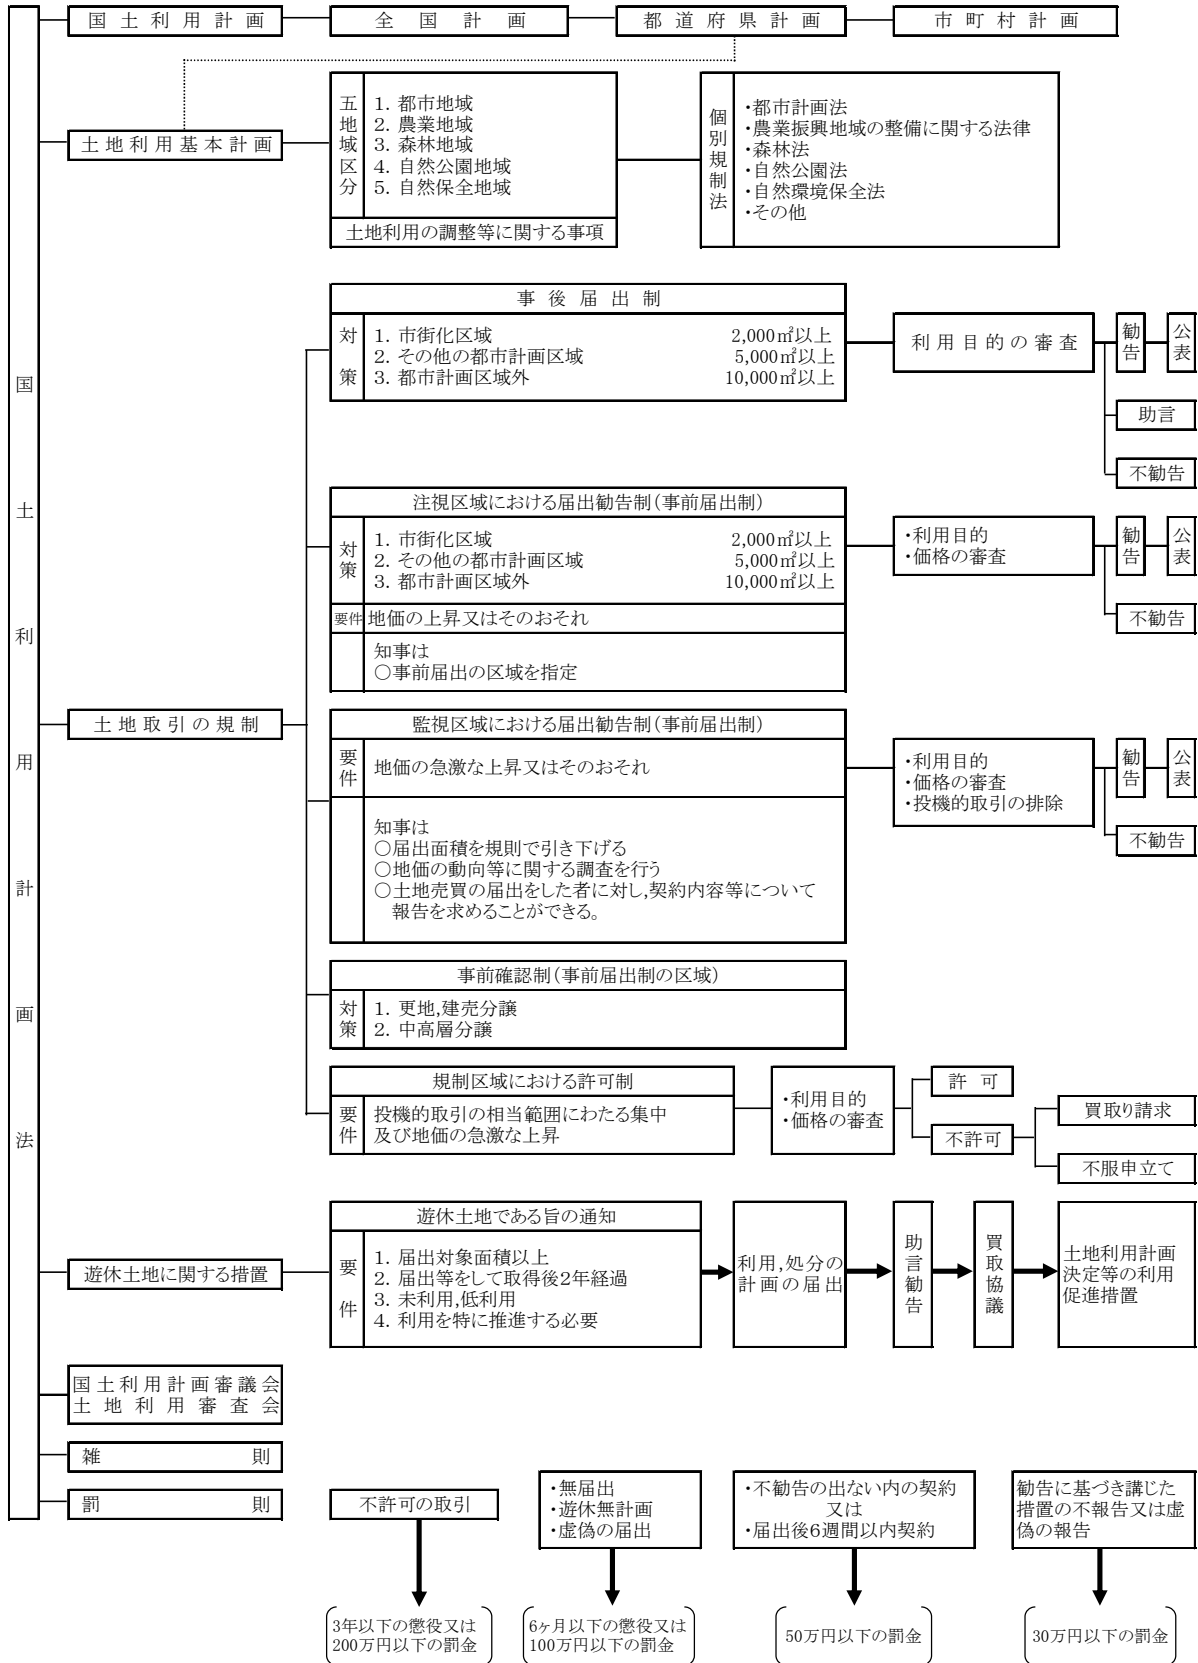 国土利用計画法
国土利用計画
全国計画
都道府県計画
市町村計画
土地利用基本計画
五地域区分
1. 都市地域
2. 農業地域
3. 森林地域
4. 自然公園地域
5. 自然保全地域
土地利用の調整等に関する事項
個別規制法
・都市計画法
・農業振興地域の整備に関する法律
・森林法
・自然公園法
・自然環境保全法
・その他
土地取引の規制
事後届出制
対策
1. 市街化区域 2,000㎡以上
2. その他の都市計画区域 5,000㎡以上
3. 都市計画区域外 10,000㎡以上
利用目的の審査
勧告
公表
助言
不勧告
注視区域における届出勧告制(事前届出制)
対策
1. 市街化区域 2,000㎡以上
2. その他の都市計画区域 5,000㎡以上
3. 都市計画区域外 10,000㎡以上
要件
地価の上昇又はそのおそれ
知事は
○事前届出の区域を指定
・利用目的
・価格の審査
勧告
公表
不勧告
監視区域における届出勧告制(事前届出制)
要件
地価の急激な上昇又はそのおそれ
知事は
○届出面積を規則で引き下げる
○地価の動向等に関する調査を行う
○土地売買の届出をした者に対し,契約内容等について
報告を求めることができる。
・利用目的
・価格の審査
・投機的取引の排除
勧告
公表
不勧告
事前確認制(事前届出制の区域)
対策
1. 更地,建売分譲
2. 中高層分譲
規制区域における許可制
要件
投機的取引の相当範囲にわたる集中
及び地価の急激な上昇
・利用目的
・価格の審査
許可
不許可
買取り請求
不服申立て
遊休土地に関する措置
遊休土地である旨の通知
要件
1. 届出対象面積以上
2. 届出等をして取得後2年経過
3. 未利用,低利用
4. 利用を特に推進する必要
利用,処分の
計画の届出
助言勧告
買取協議
土地利用計画
決定等の利用
促進措置
国土利用計画審議会
土地利用審査会
雑則
罰則
不許可の取引
・無届出
・遊休無計画
・虚偽の届出
・不勧告の出ない内の契約
又は
・届出後6週間以内契約
勧告に基づき講じた
措置の不報告又は虚
偽の報告
3年以下の懲役又は
200万円以下の罰金
6ヶ月以下の懲役又は
100万円以下の罰金
50万円以下の罰金
30万円以下の罰金